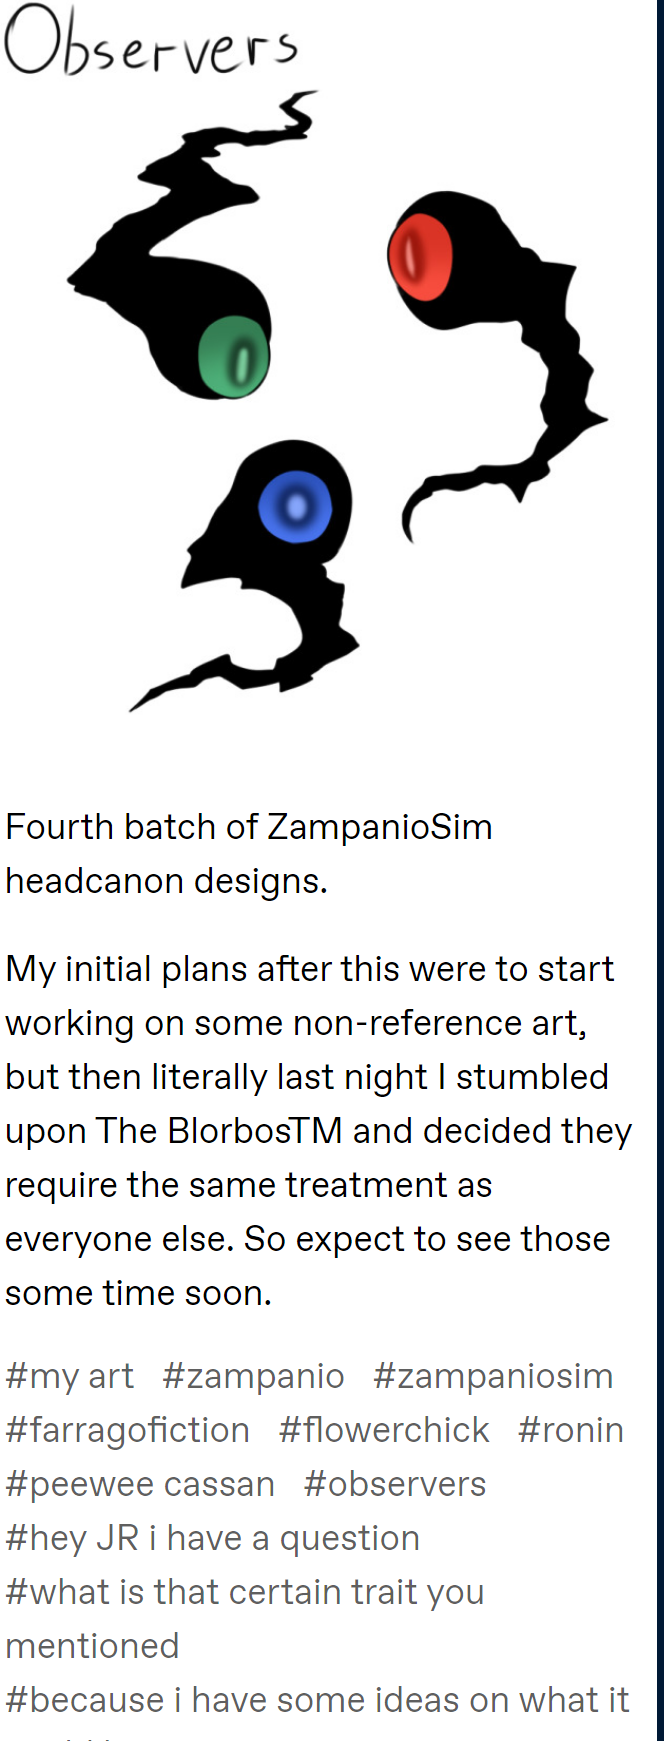 Observers
Fourth batch of ZampanioSim
headcanon designs.
My initial plans after this were to start
working on some non-reference art,
but then literally last night I stumbled
upon The BlorbosTM and decided they
require the same treatment as
everyone else. So expect to see those
some time soon.
#my art #zampanio #zampaniosim
#farragofiction #flowerchick #ronin
#peewee cassan #observers
#hey JR i have a question
#what is that certain trait you
mentioned
#because i have some ideas on what it